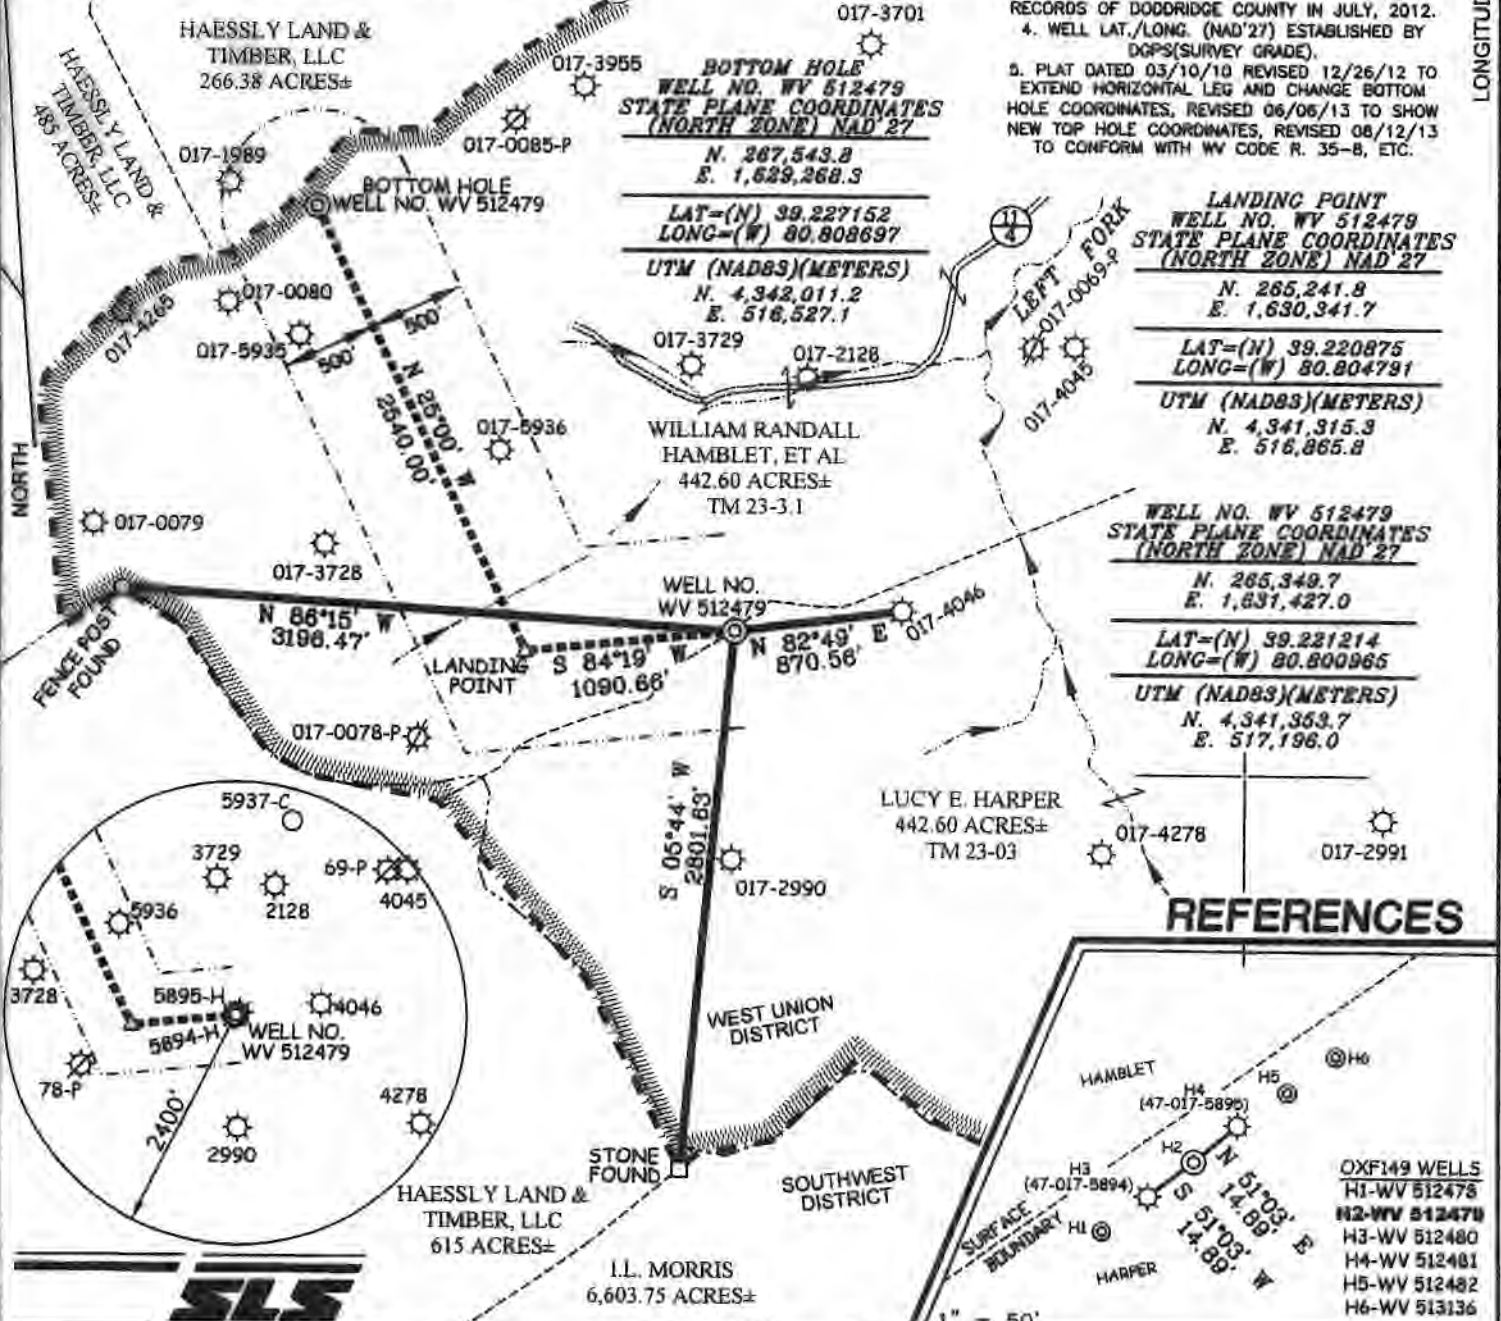 HAESSLY LAND &
TIMBER, LLC
266.38 ACRES±
HAESSLY LAND &
TIMBER, LLC
485 ACRES±
017-3701
017-3955
017-0085-P
017-1989
BOTTOM HOLE
WELL NO. WV 512479
BOTTOM HOLE
WELL NO. WV 512479
STATE PLANE COORDINATES
(NORTH ZONE) NAD'27
N. 267,543.8
E. 1,629,268.3
LAT=(N) 39.227152
LONG=(W) 80.808697
UTM (NAD83)(METERS)
N. 4,342,011.2
E. 516,527.1
RECORDS OF DODDRIDGE COUNTY IN JULY, 2012.
4. WELL LAT./LONG. (NAD'27) ESTABLISHED BY
DGPS(SURVEY GRADE).
5. PLAT DATED 03/10/10 REVISED 12/26/12 TO
EXTEND HORIZONTAL LEG AND CHANGE BOTTOM
HOLE COORDINATES, REVISED 06/06/13 TO SHOW
NEW TOP HOLE COORDINATES, REVISED 08/12/13
TO CONFORM WITH WV CODE R. 35-8, ETC.
LONGITUD
LANDING POINT
WELL NO. WV 512479
STATE PLANE COORDINATES
(NORTH ZONE) NAD'27
N. 265,241.8
E. 1,630,341.7
LAT=(N) 39.220875
LONG=(W) 80.804791
UTM (NAD83)(METERS)
N. 4,341,315.3
E. 516,865.8
11
4
LEFT FORK
017-0069-P
017-4045
017-3729
017-2128
017-0080
017-4265
017-5935
500'
500'
N 25°00' W
2540.00'
017-5936
WILLIAM RANDALL
HAMBLET, ET AL
442.60 ACRES±
TM 23-3.1
NORTH
017-0079
017-3728
WELL NO. WV 512479
STATE PLANE COORDINATES
(NORTH ZONE) NAD'27
N. 265,349.7
E. 1,631,427.0
LAT=(N) 39.221214
LONG=(W) 80.800965
UTM (NAD83)(METERS)
N. 4,341,353.7
E. 517,196.0
WELL NO.
WV 512479
017-4046
N 86°15' W
3196.47'
N 82°49' E
870.56'
FENCE POST
FOUND
LANDING
POINT
S 84°19' W
1090.66'
017-0078-P
S 05°44' W
2801.63'
LUCY E. HARPER
442.60 ACRES±
TM 23-03
017-4278
017-2991
017-2990
5937-C
3729
69-P
4045
2128
5936
3728
5895-H
5894-H
4046
WELL NO.
WV 512479
78-P
4278
2400'
2990
REFERENCES
WEST UNION
DISTRICT
STONE
FOUND
SOUTHWEST
DISTRICT
HAESSLY LAND &
TIMBER, LLC
615 ACRES±
I.L. MORRIS
6,603.75 ACRES±
SLS
HAMBLET
H6
H5
H4
(47-017-5895)
H2
H3
(47-017-5894)
H1
SURFACE
BOUNDARY
HARPER
N 51°03' E
14.89'
S 51°03' W
14.89'
OXF149 WELLS
H1-WV 512478
H2-WV 512479
H3-WV 512480
H4-WV 512481
H5-WV 512482
H6-WV 513136